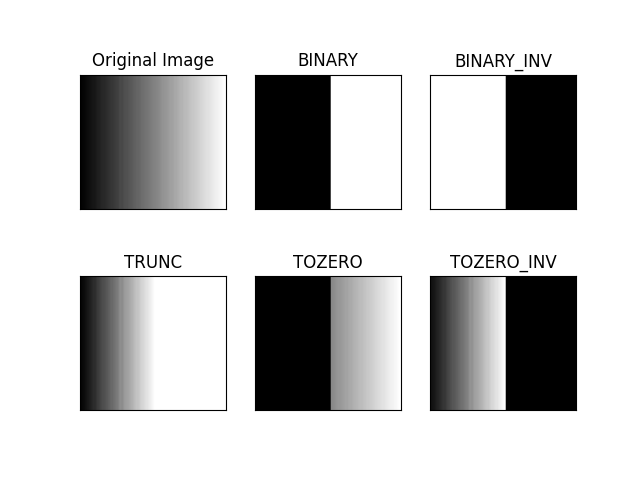 Original Image
BINARY
BINARY_INV
TRUNC
TOZERO
TOZERO_INV